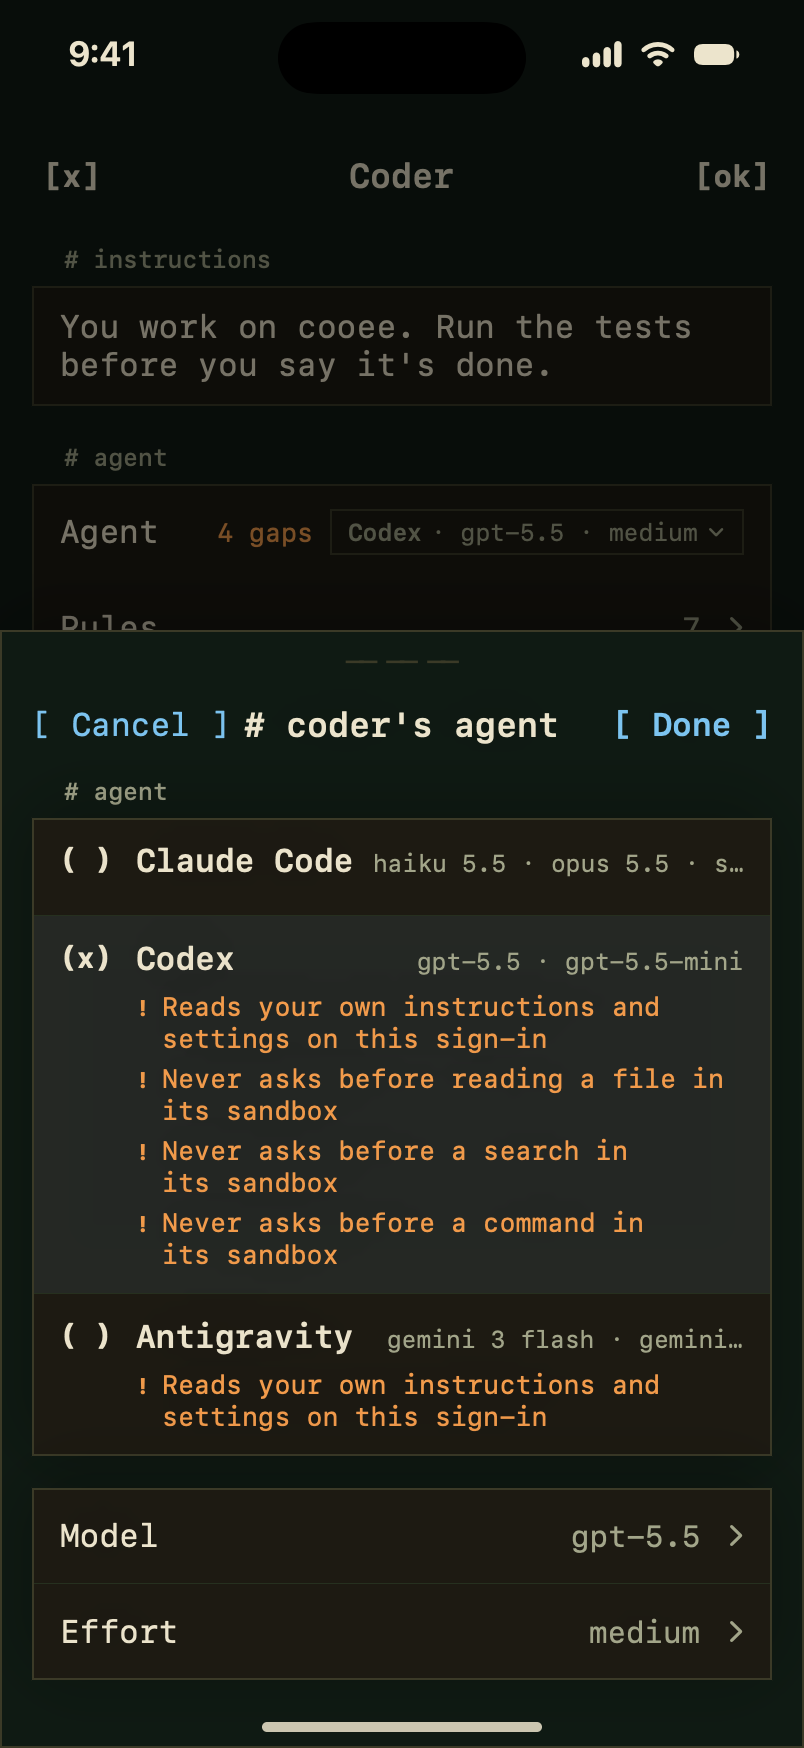 9:41
[x] Coder [ok]
# instructions
You work on cooee. Run the tests
before you say it's done.
# agent
Agent 4 gaps Codex · gpt-5.5 · medium
Rules 7 >
[ Cancel ] # coder's agent [ Done ]
# agent
( ) Claude Code haiku 5.5 · opus 5.5 · s…
(x) Codex gpt-5.5 · gpt-5.5-mini
! Reads your own instructions and
settings on this sign-in
! Never asks before reading a file in
its sandbox
! Never asks before a search in
its sandbox
! Never asks before a command in
its sandbox
( ) Antigravity gemini 3 flash · gemini…
! Reads your own instructions and
settings on this sign-in
Model gpt-5.5 >
Effort medium >